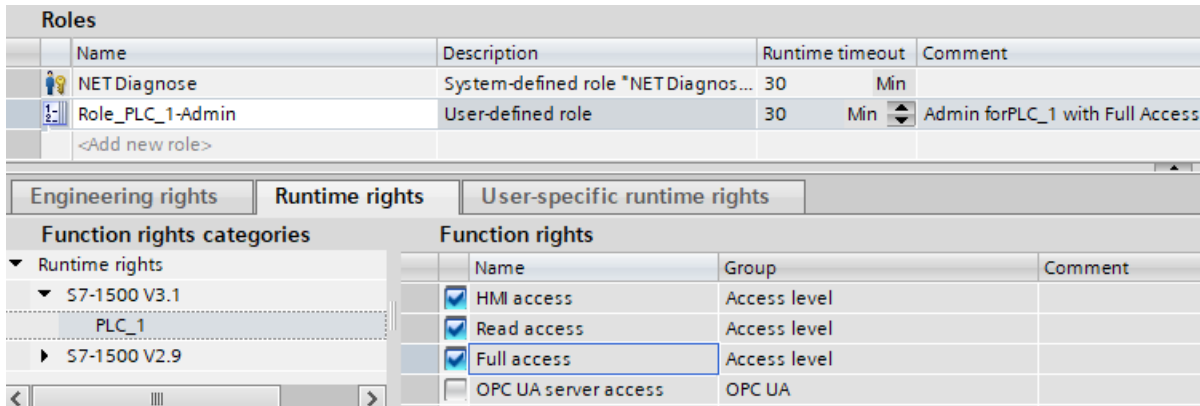 Roles
Name Description Runtime timeout Comment
NET Diagnose System-defined role "NET Diagnos... 30 Min
Role_PLC_1-Admin User-defined role 30 Min Admin forPLC_1 with Full Access
<Add new role>
Engineering rights Runtime rights User-specific runtime rights
Function rights categories Function rights
Runtime rights Name Group Comment
S7-1500 V3.1 HMI access Access level
PLC_1 Read access Access level
S7-1500 V2.9 Full access Access level
OPC UA server access OPC UA